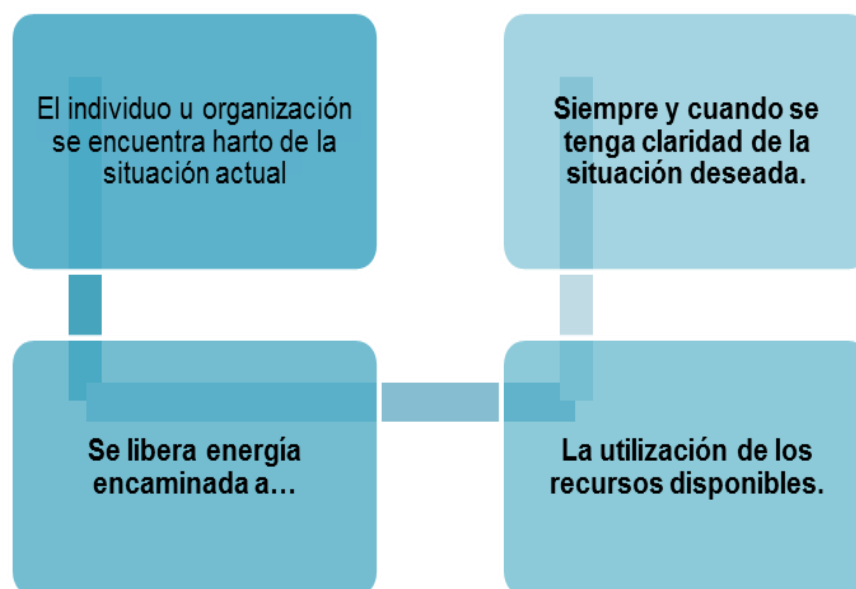 El individuo u organización
se encuentra harto de la
situación actual
Se libera energía
encaminada a…
La utilización de los
recursos disponibles.
Siempre y cuando se
tenga claridad de la
situación deseada.